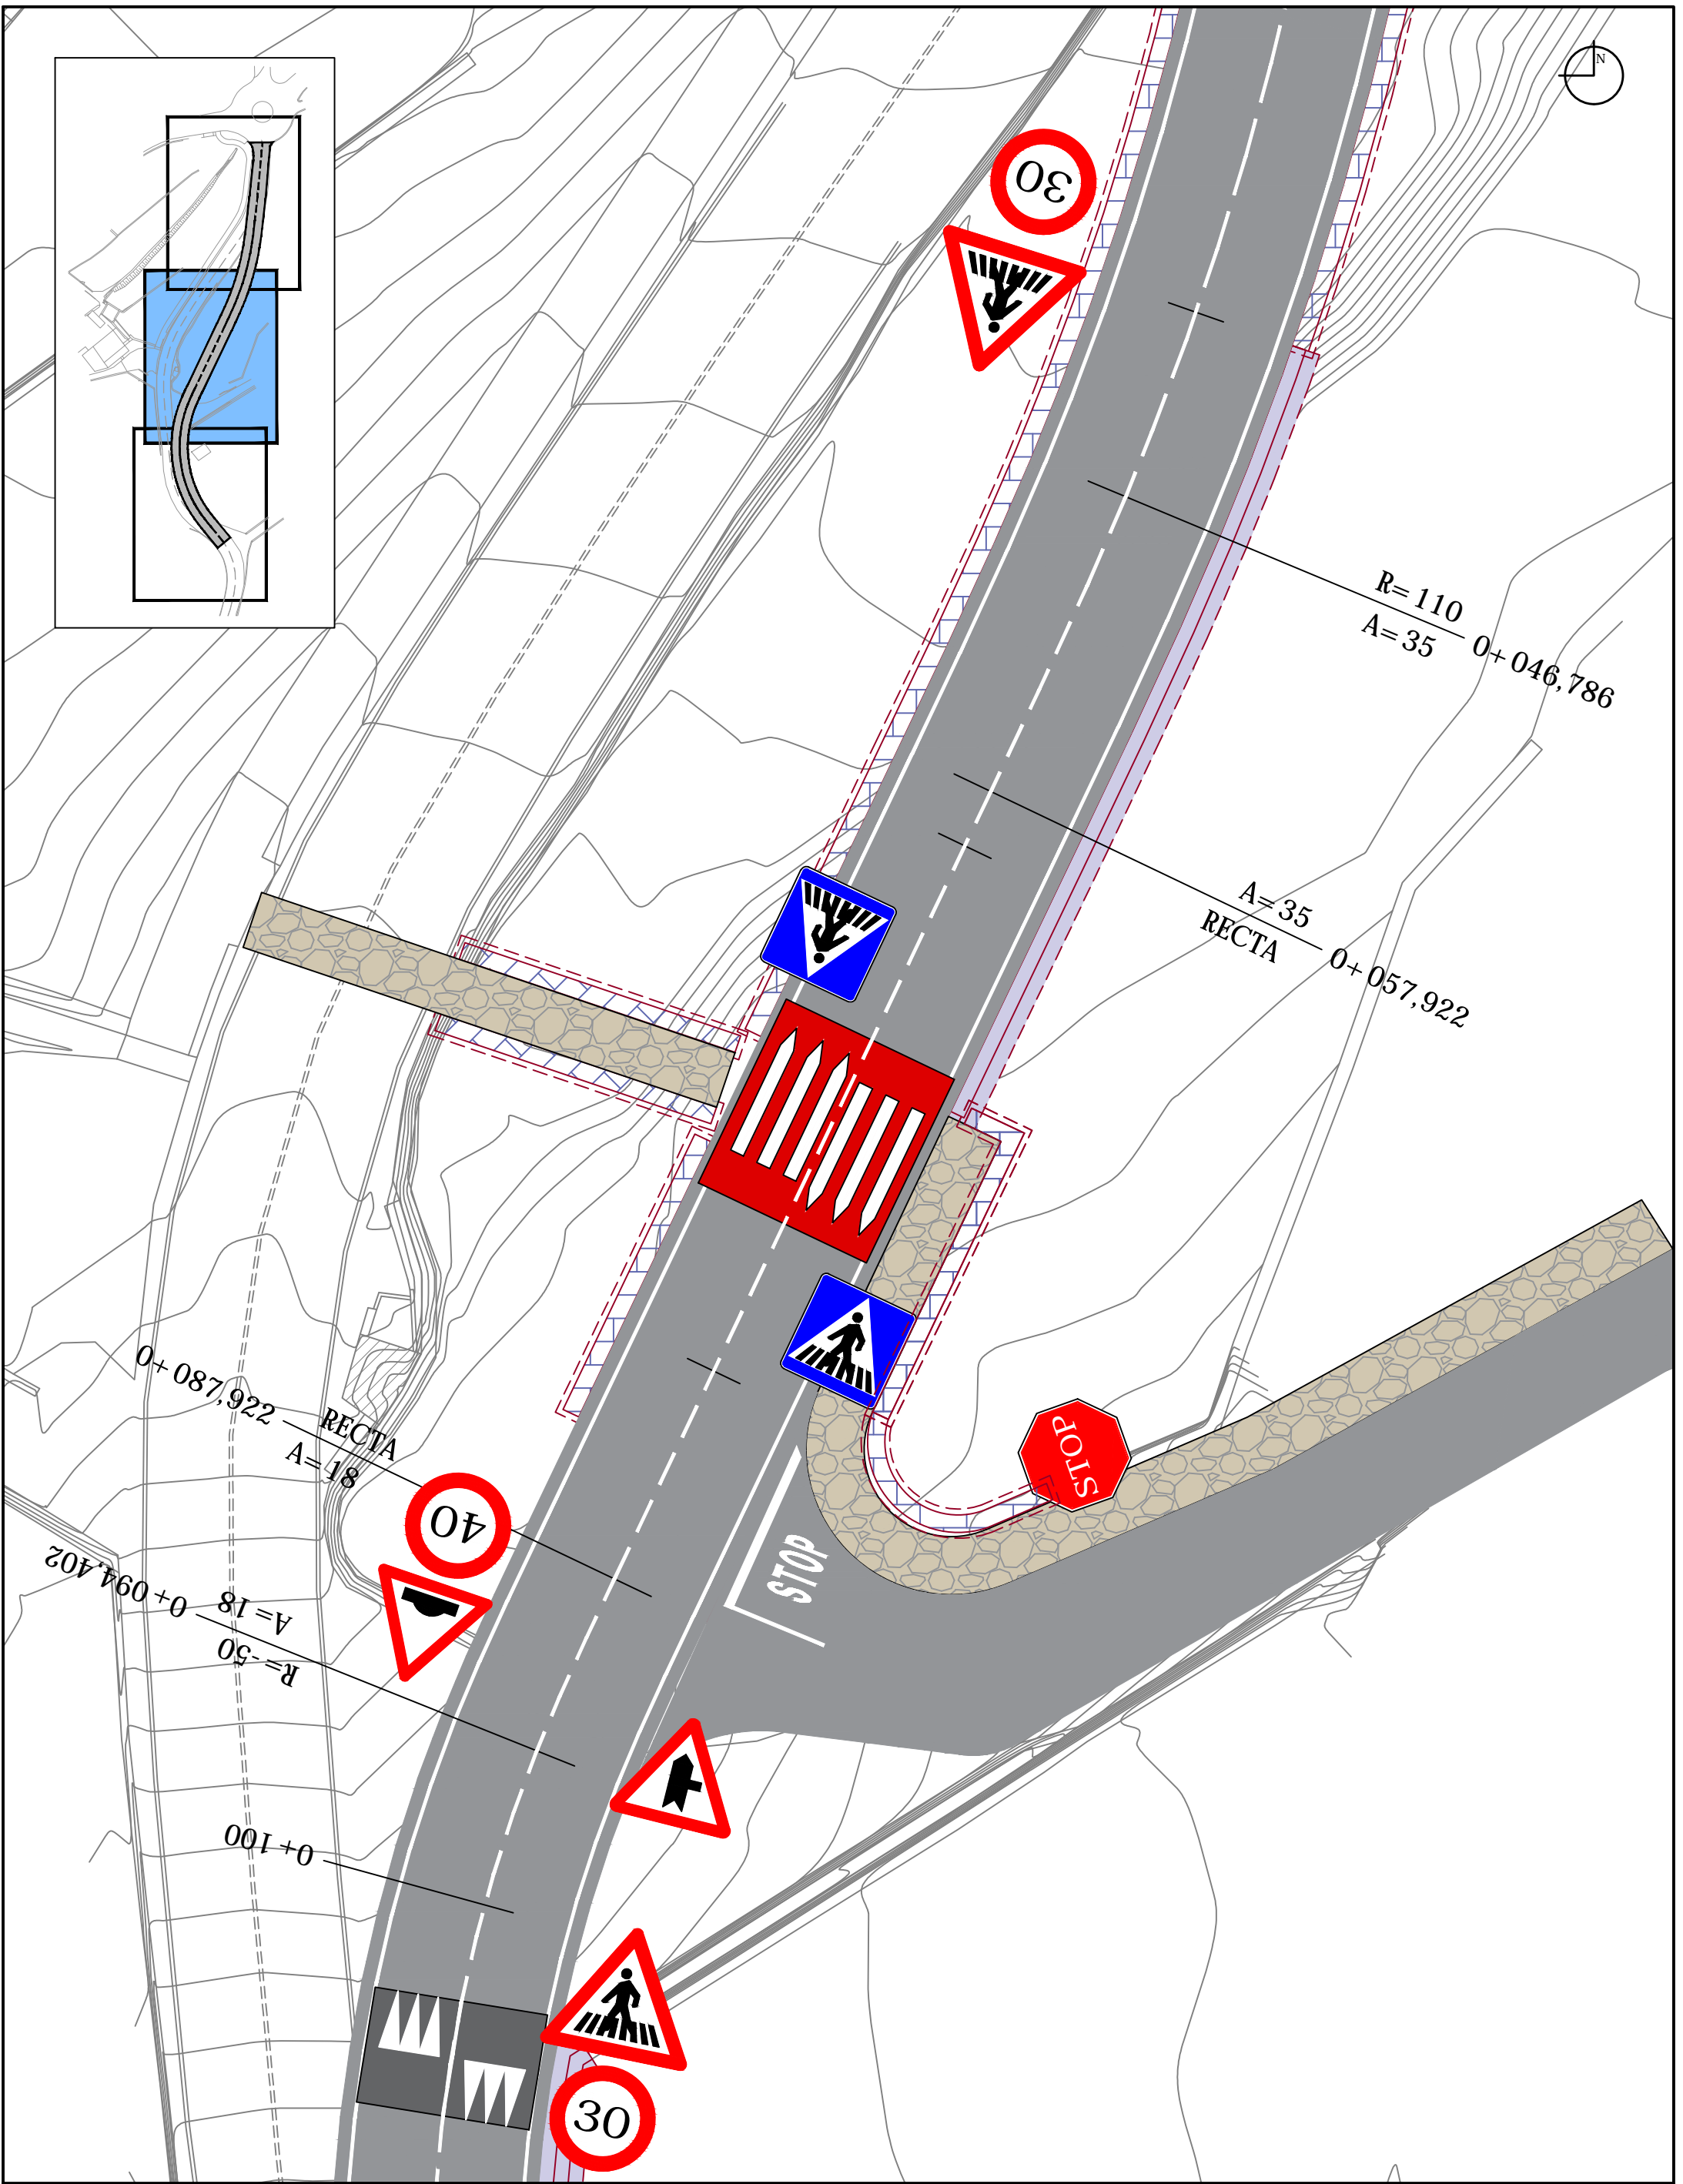 N
30
R=110
A=35
0+046,786
A=35
RECTA
0+057,922
0+087,922
RECTA
A=18
40
STOP
STOP
0+094,402
A=18
R=-50
0+100
30